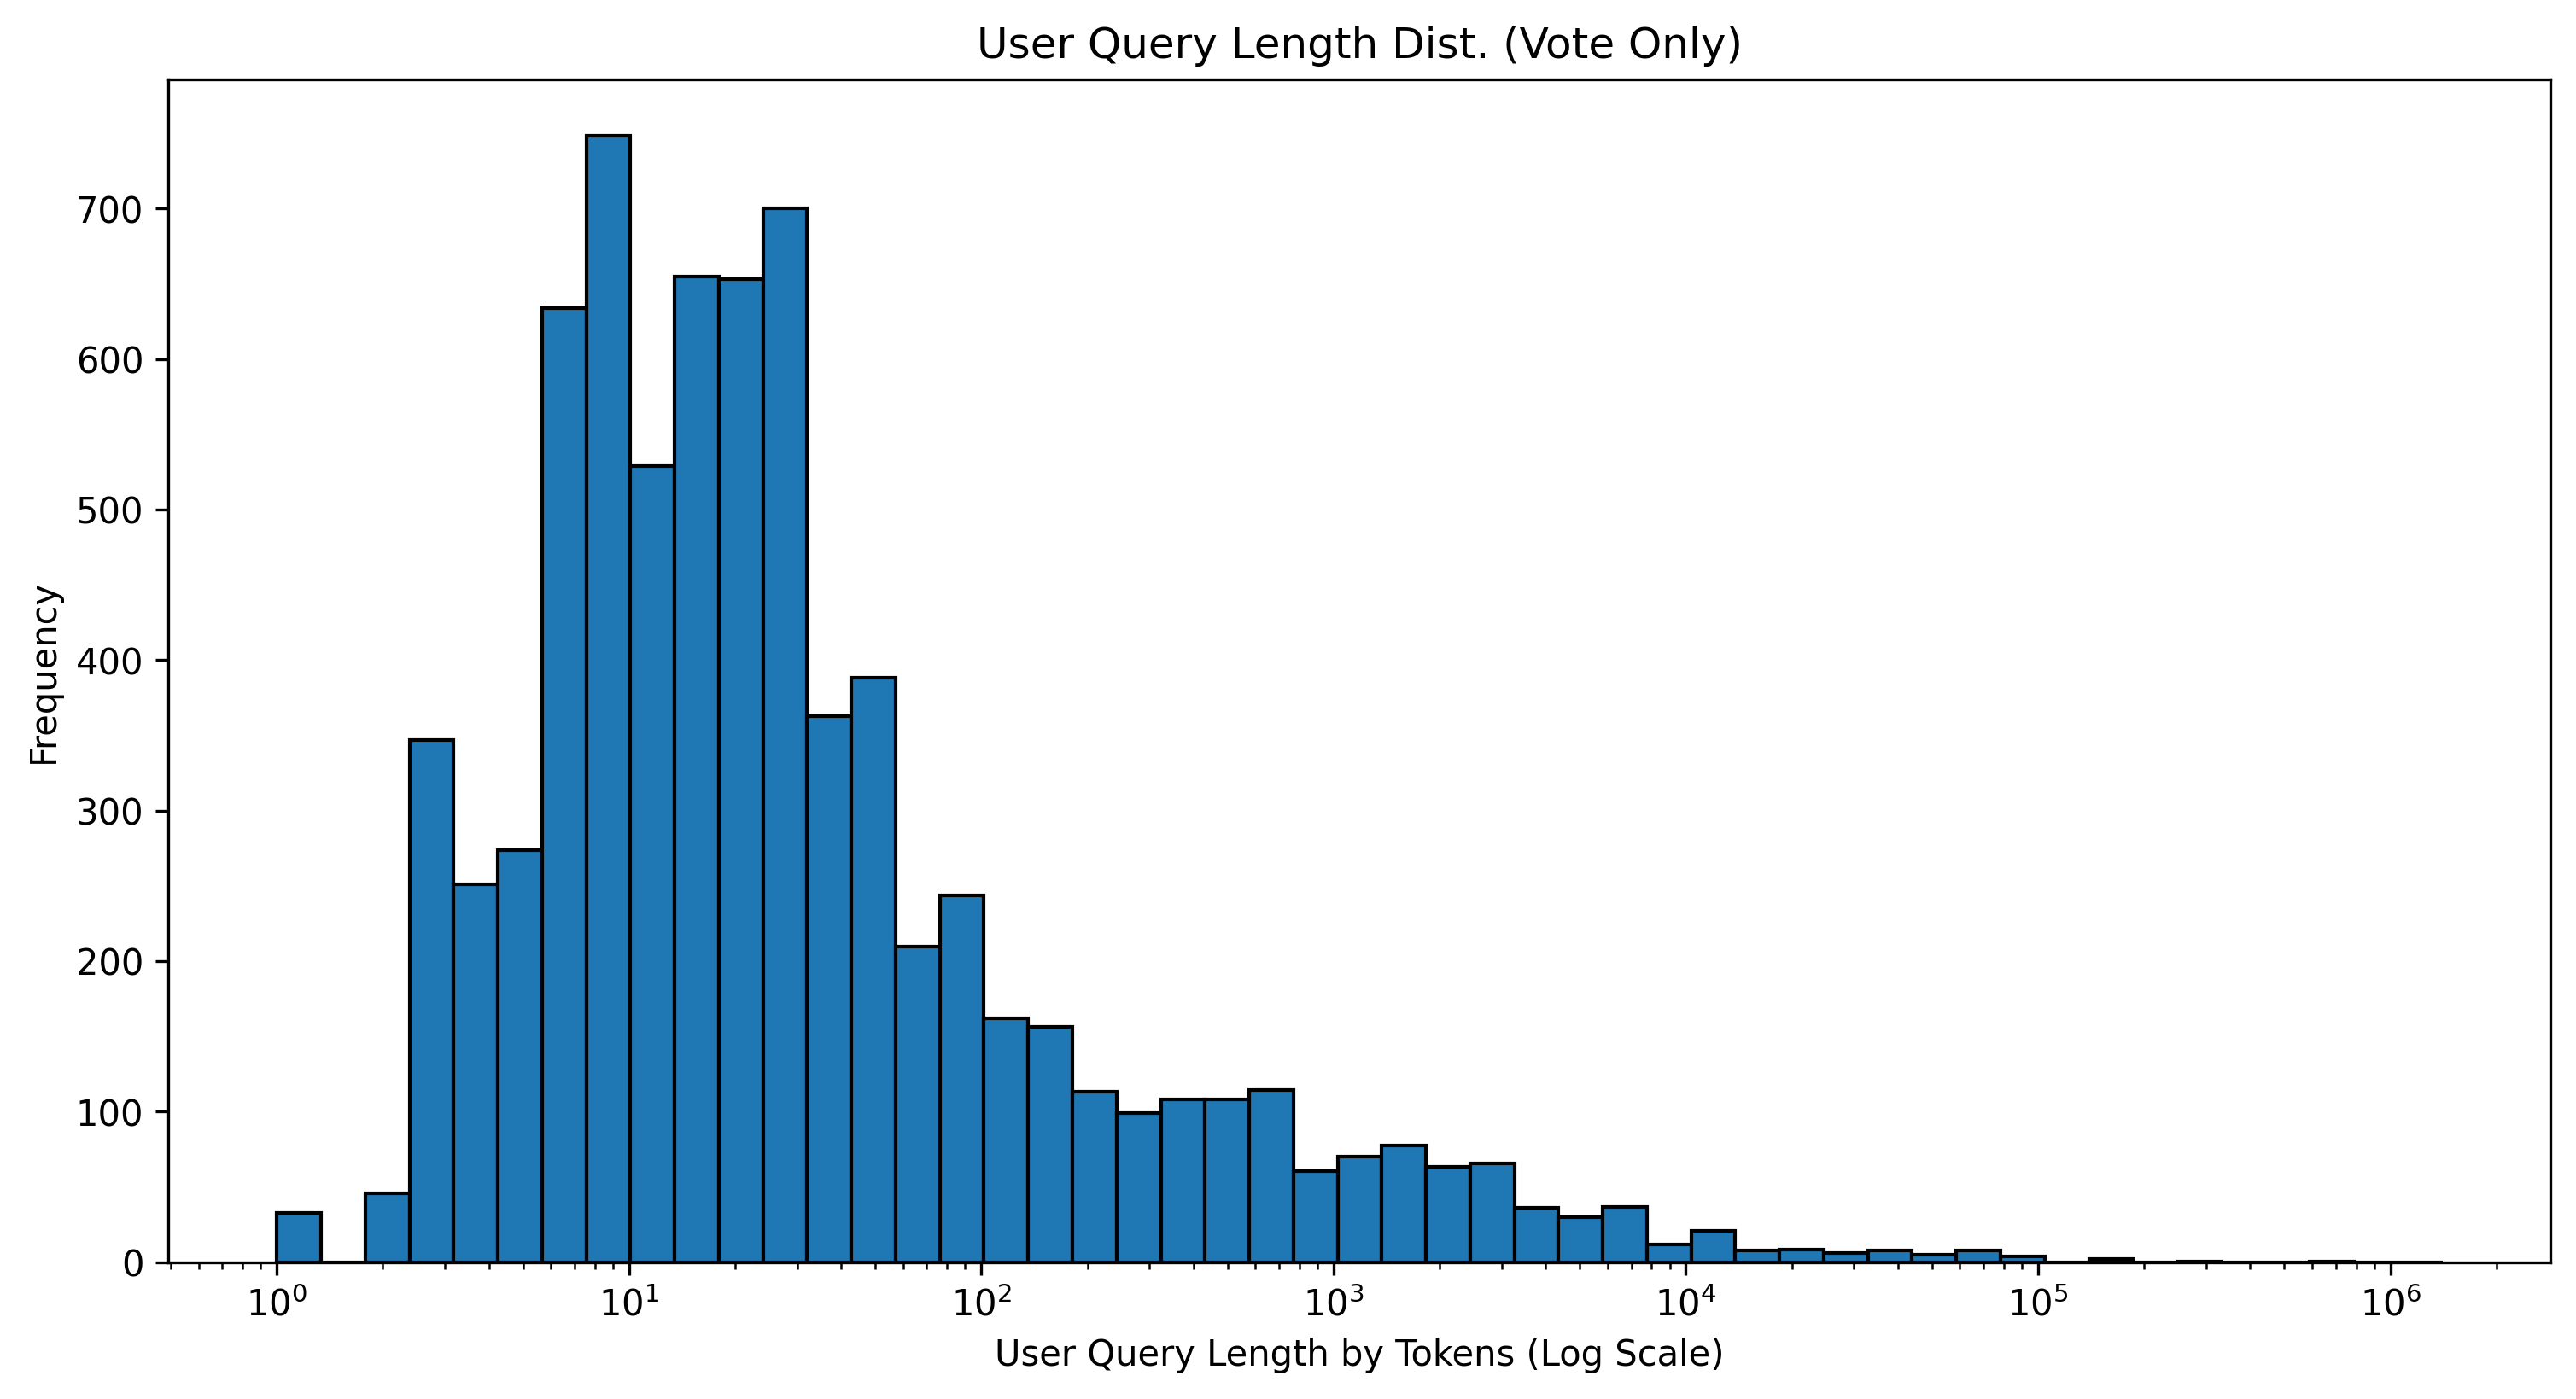 User Query Length Dist. (Vote Only)
700
600
500
400
300
200
100
0
Frequency
10⁰ 10¹ 10² 10³ 10⁴ 10⁵ 10⁶
User Query Length by Tokens (Log Scale)